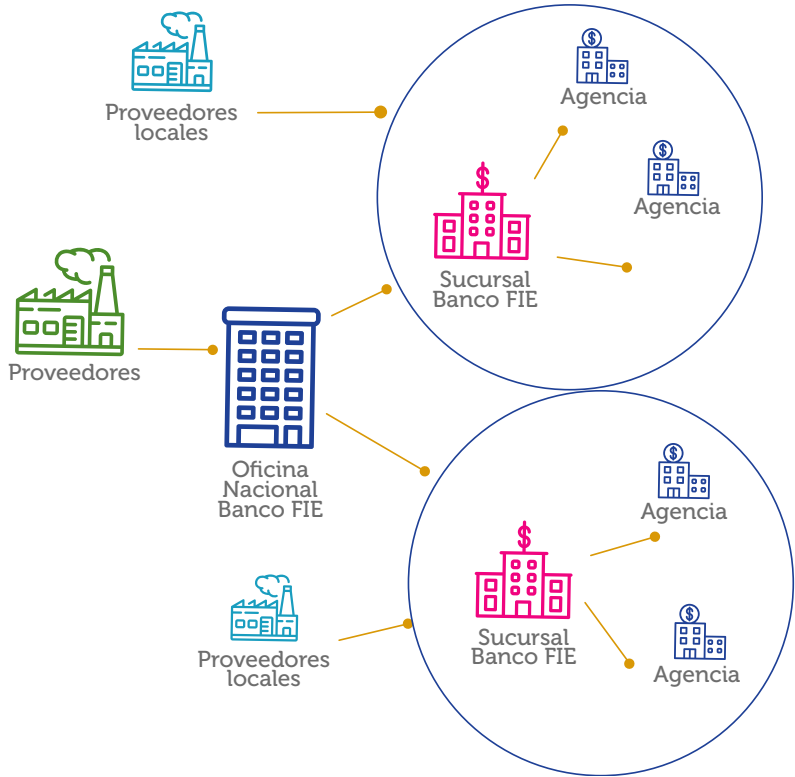 Proveedores
locales
Agencia
Agencia
Sucursal
Banco FIE
Proveedores
Oficina
Nacional
Banco FIE
Agencia
Sucursal
Banco FIE
Agencia
Proveedores
locales